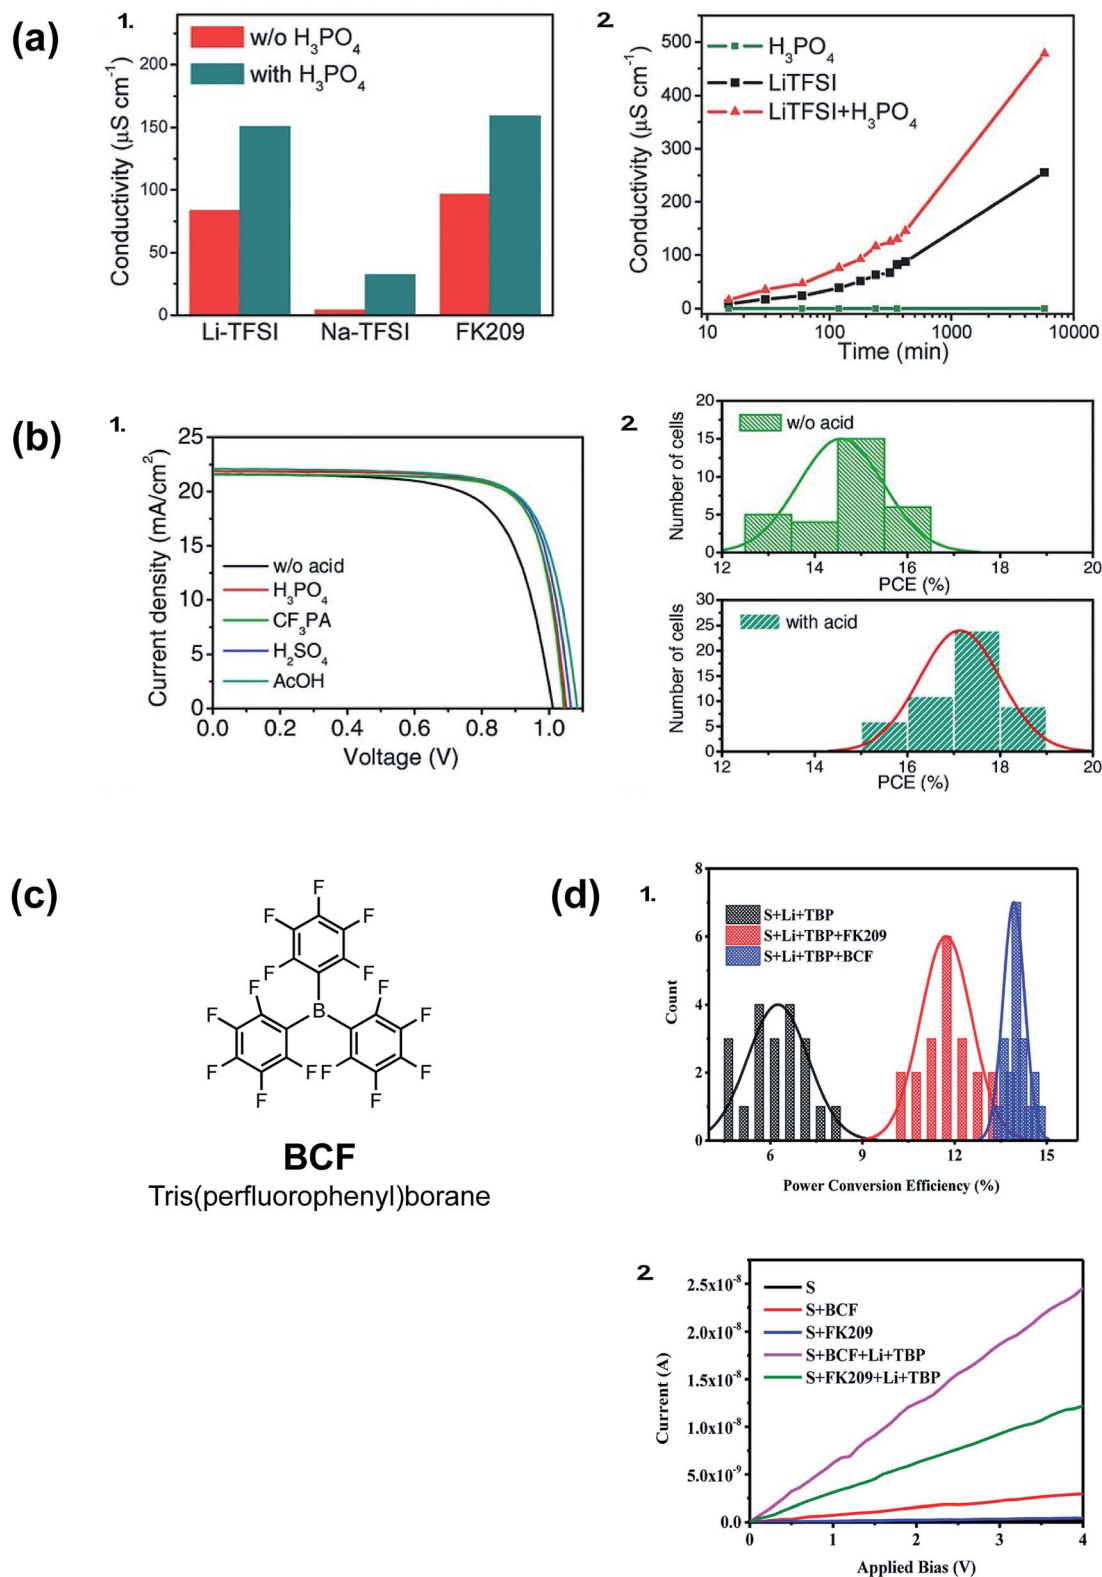 (a)
1.
w/o H₃PO₄
with H₃PO₄
Conductivity (µS cm⁻¹)
200
150
100
50
0
Li-TFSI Na-TFSI FK209
2.
H₃PO₄
LiTFSI
LiTFSI+H₃PO₄
Conductivity (µS cm⁻¹)
500
400
300
200
100
0
10 100 1000 10000
Time (min)
(b)
1.
Current density (mA/cm²)
25
20
15
10
5
0
w/o acid
H₃PO₄
CF₃PA
H₂SO₄
AcOH
0.0 0.2 0.4 0.6 0.8 1.0
Voltage (V)
2.
Number of cells
20
15
10
5
0
w/o acid
12 14 16 18 20
PCE (%)
Number of cells
30
25
20
15
10
5
0
with acid
12 14 16 18 20
PCE (%)
(c)
F
F F
F F
F F
F F
B
F F
F F F F
F F
BCF
Tris(perfluorophenyl)borane
(d)
1.
S+Li+TBP
S+Li+TBP+FK209
S+Li+TBP+BCF
Count
8
6
4
2
0
6 9 12 15
Power Conversion Efficiency (%)
2.
S
S+BCF
S+FK209
S+BCF+Li+TBP
S+FK209+Li+TBP
Current (A)
2.5x10⁻⁸
2.0x10⁻⁸
1.5x10⁻⁸
1.0x10⁻⁸
5.0x10⁻⁹
0.0
0 1 2 3 4
Applied Bias (V)